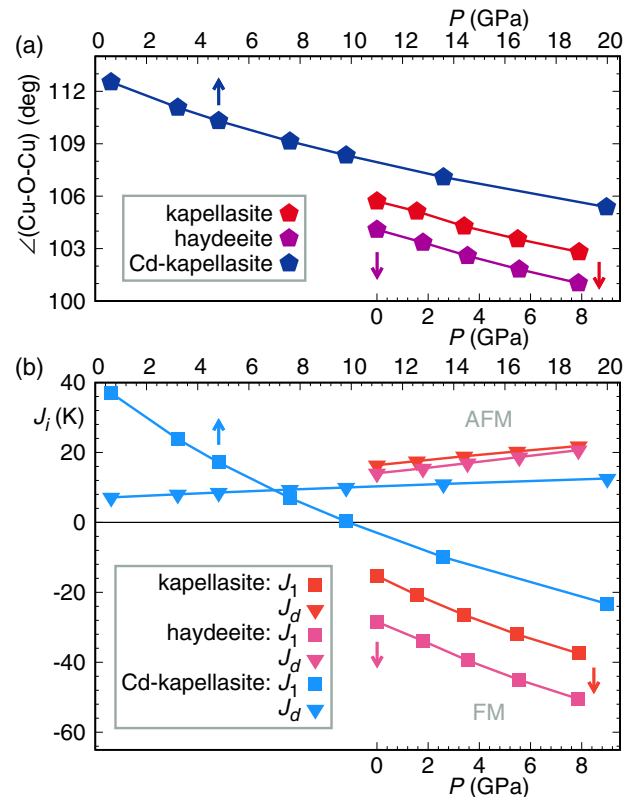 P (GPa)
(a)
0 2 4 6 8 10 12 14 16 18 20
∠(Cu-O-Cu) (deg)
112
109
106
103
100
kapellasite
haydeeite
Cd-kapellasite
0 2 4 6 8
P (GPa)
(b)
0 2 4 6 8 10 12 14 16 18 20
J_i (K)
40
20
0
-20
-40
-60
AFM
kapellasite: J_1
J_d
haydeeite: J_1
J_d
Cd-kapellasite: J_1
J_d
FM
0 2 4 6 8
P (GPa)